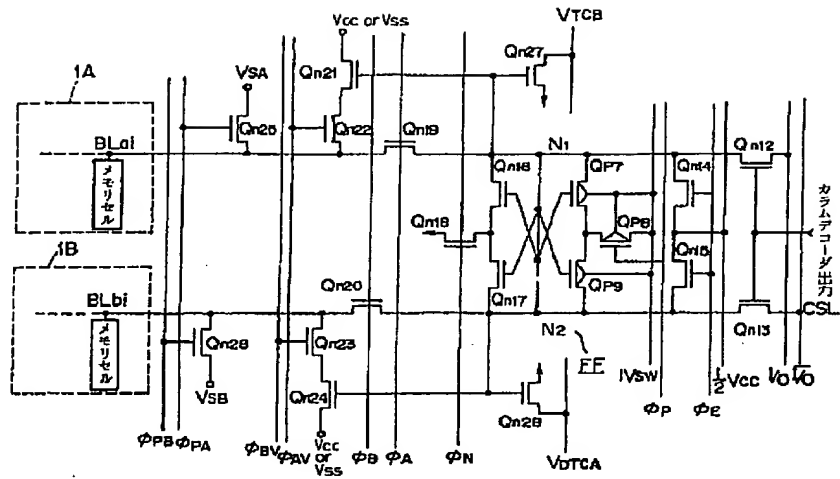 VTCB
VCC or VSS
Qn27
1A
VSA
Qn21
Qn25
Qn22
Qn19
BLai
N1
Qn12
メモリセル
Qn16
QP7
Qn14
Qn18
QP8
カラムデコーダ出力
1B
Qn20
Qn15
BLbi
Qn17
QP9
CSL
メモリセル
Qn28
Qn23
N2
Qn13
FF
VSB
Qn24
Qn28
VSW
1/2 VCC
I/O
I/O
φP
φE
VCC or VSS
φPB
φPA
φBV
φAV
φB
φA
φN
VDTCA